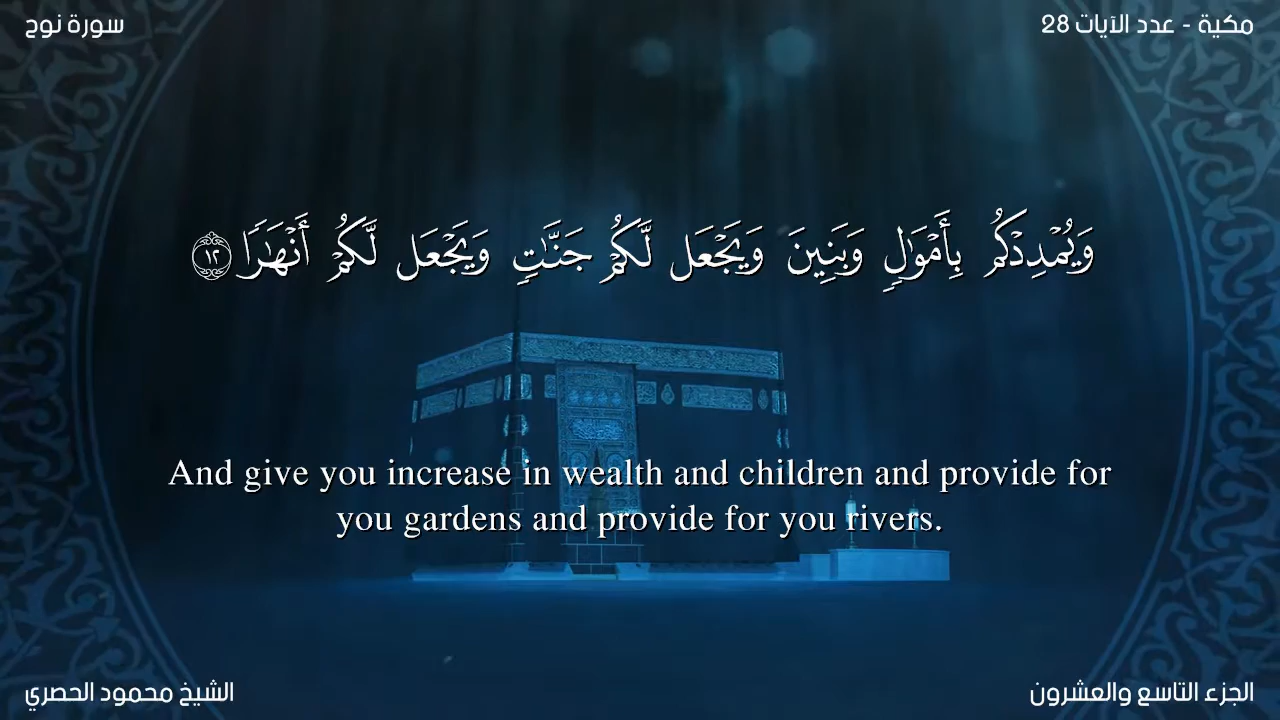 سورة نوح
مكية - عدد الآيات 28
وَيُمْدِدْكُم بِأَمْوَٰلٍ وَبَنِينَ وَيَجْعَل لَّكُمْ جَنَّـٰتٍ وَيَجْعَل لَّكُمْ أَنْهَـٰرًا ١٢
And give you increase in wealth and children and provide for
you gardens and provide for you rivers.
الشيخ محمود الحصري
الجزء التاسع والعشرون